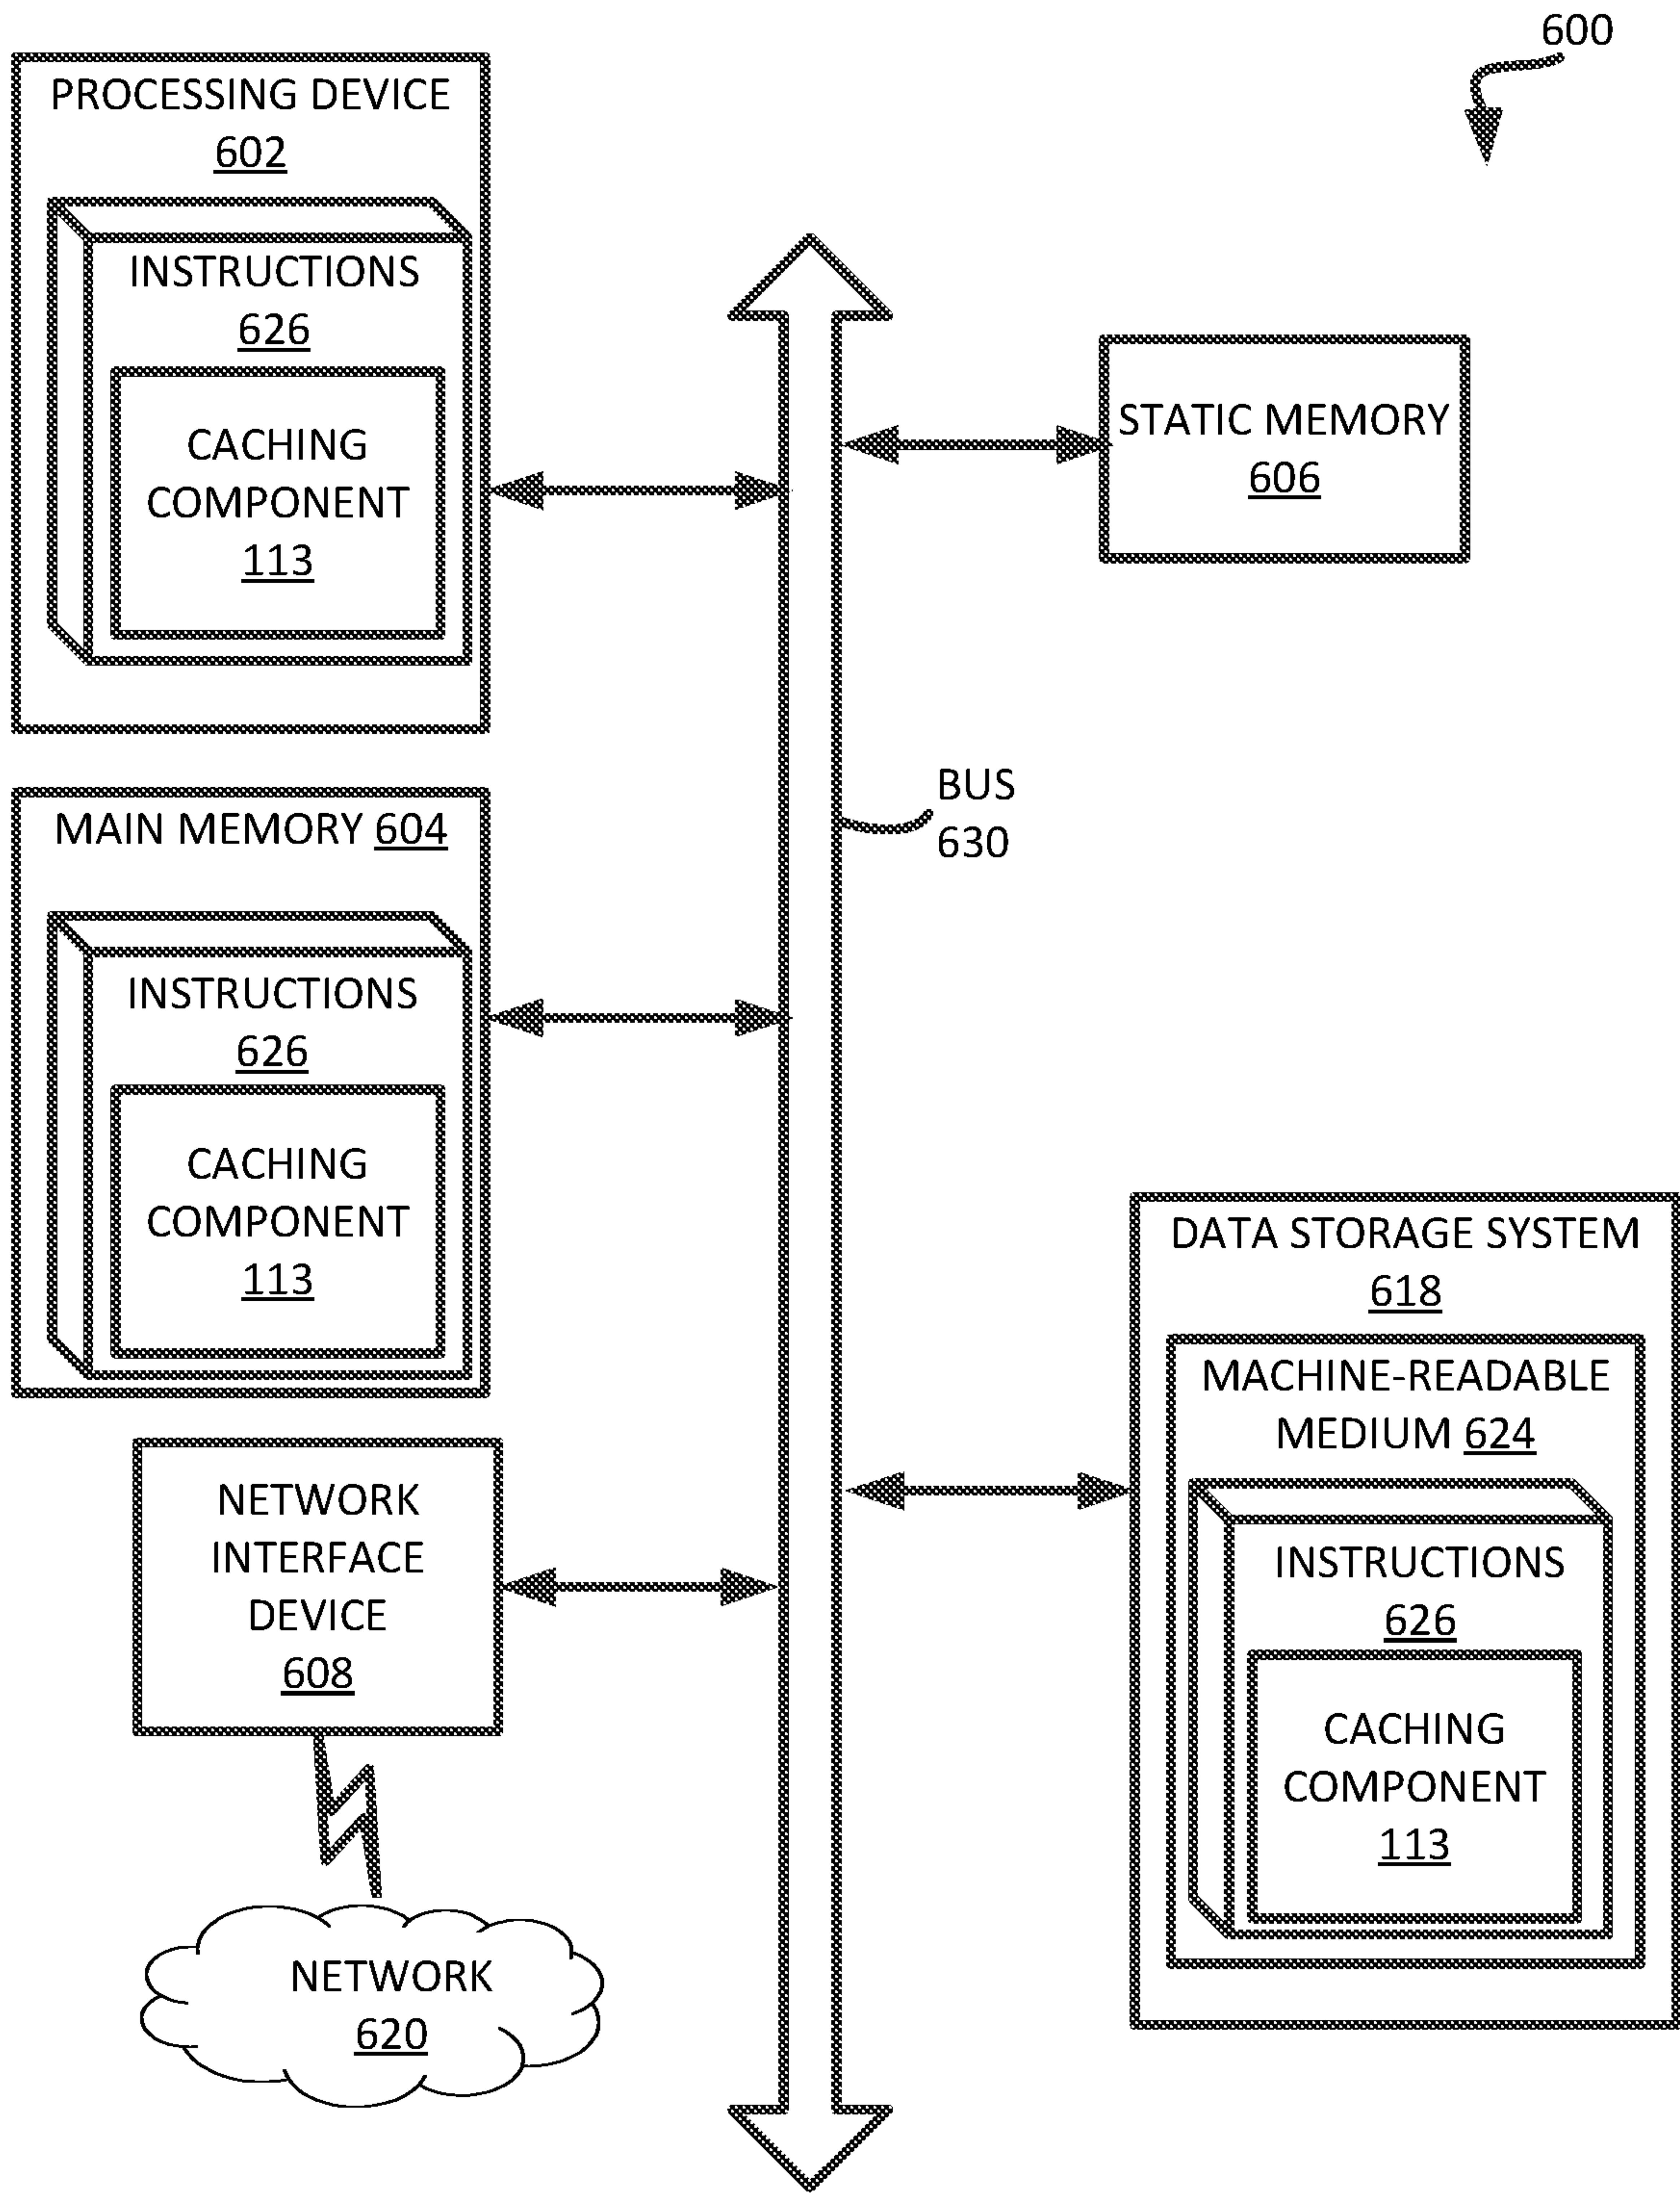 600
PROCESSING DEVICE
602
INSTRUCTIONS
626
CACHING
COMPONENT
113
STATIC MEMORY
606
BUS
630
MAIN MEMORY 604
INSTRUCTIONS
626
CACHING
COMPONENT
113
DATA STORAGE SYSTEM
618
MACHINE-READABLE
MEDIUM 624
INSTRUCTIONS
626
CACHING
COMPONENT
113
NETWORK
INTERFACE
DEVICE
608
NETWORK
620